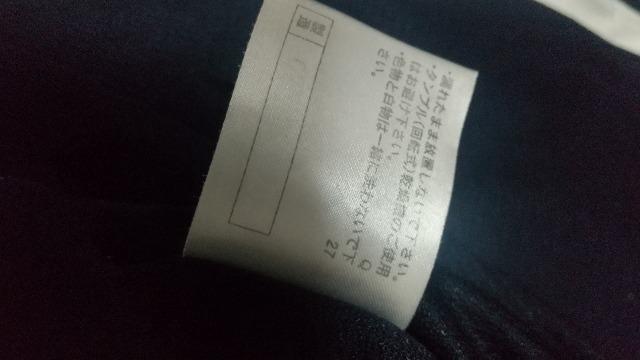 ・濡れたまま放置しないで下さい。
・タンブル(回転式)乾燥機のご使用
はお避け下さい。
・色物と白物は一緒に洗わないで下
さい。
Q
27
製造